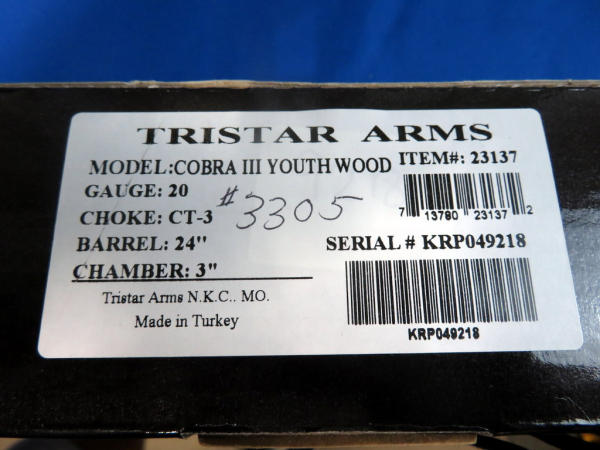 TRISTAR ARMS
MODEL:COBRA III YOUTH WOOD
ITEM#: 23137
GAUGE: 20
#3305
CHOKE: CT-3
7 13780 23137 2
BARREL: 24"
SERIAL # KRP049218
CHAMBER: 3"
Tristar Arms N.K.C.. MO.
Made in Turkey
KRP049218